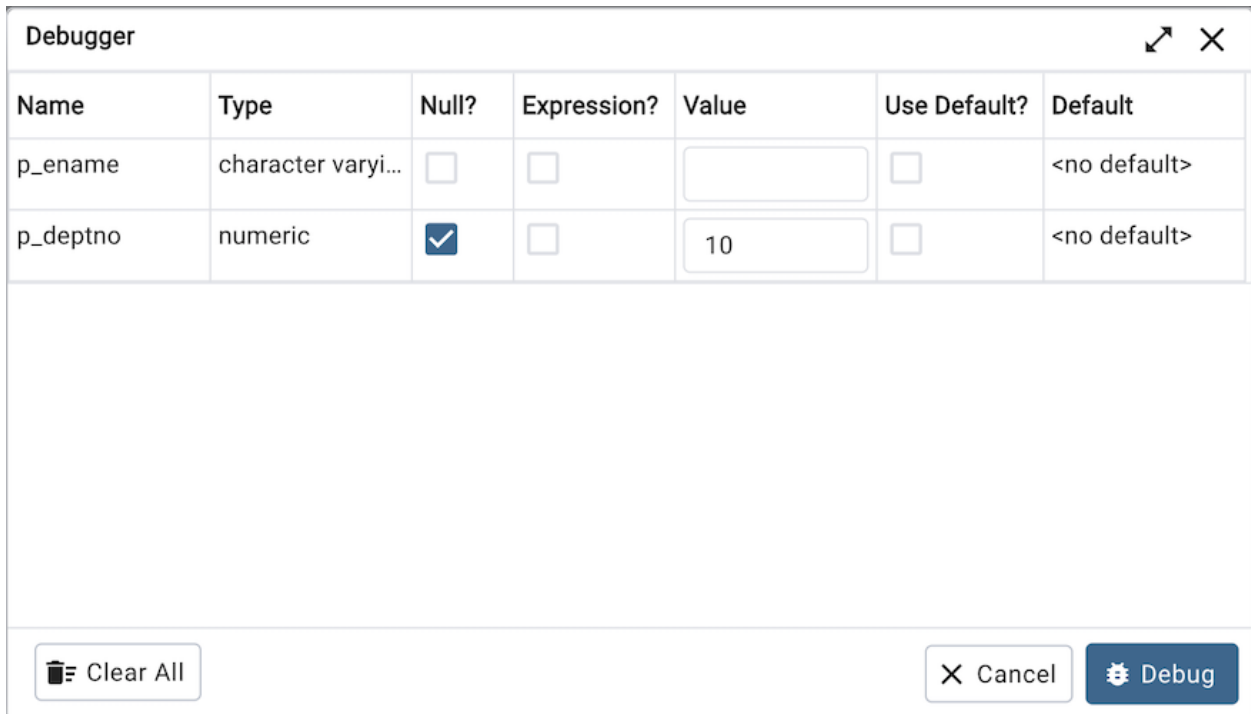 Debugger
Name Type Null? Expression? Value Use Default? Default
p_ename character varyi... <no default>
p_deptno numeric 10 <no default>
Clear All Cancel Debug